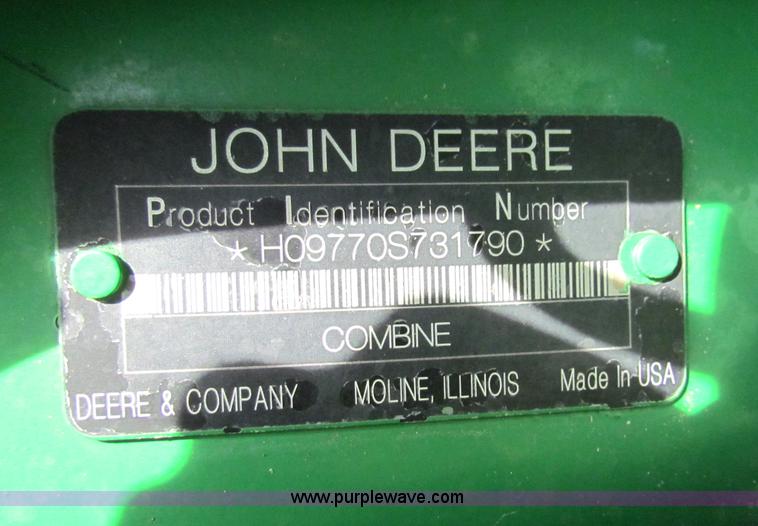 JOHN DEERE
Product Identification Number
* H09770S731790 *
COMBINE
DEERE & COMPANY MOLINE, ILLINOIS Made In USA
www.purplewave.com